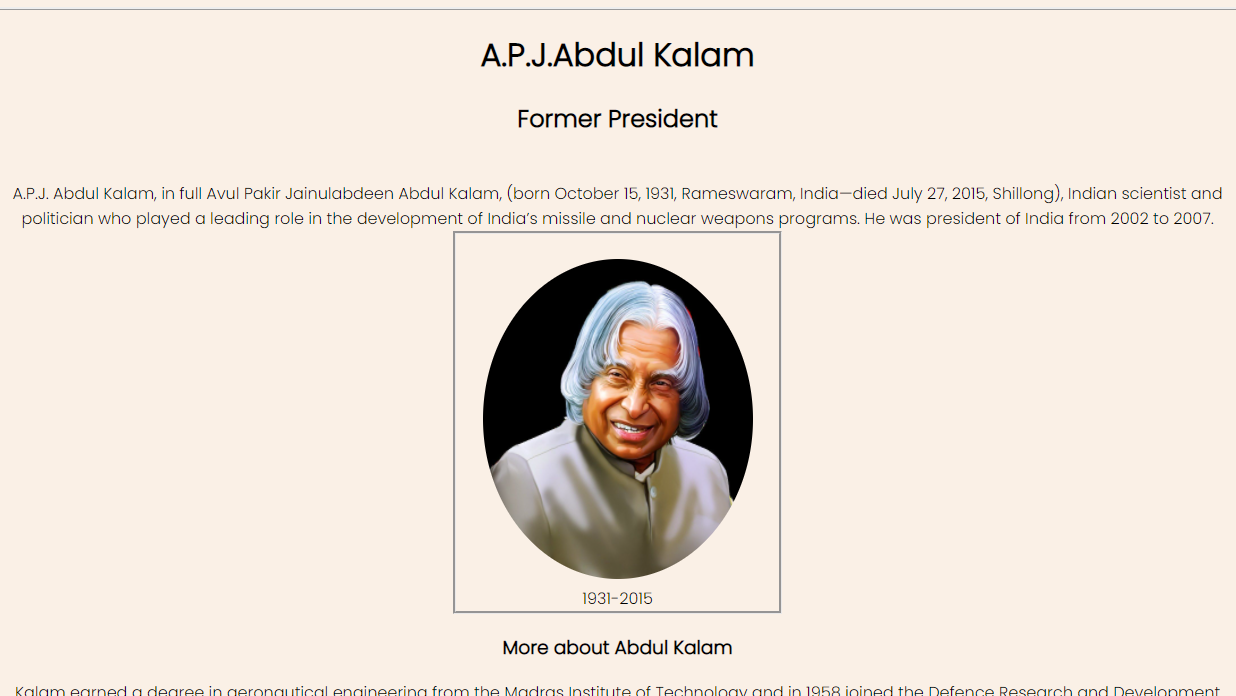 A.P.J.Abdul Kalam
Former President
A.P.J. Abdul Kalam, in full Avul Pakir Jainulabdeen Abdul Kalam, (born October 15, 1931, Rameswaram, India—died July 27, 2015, Shillong), Indian scientist and
politician who played a leading role in the development of India’s missile and nuclear weapons programs. He was president of India from 2002 to 2007.
1931-2015
More about Abdul Kalam
Kalam earned a degree in aeronautical engineering from the Madras Institute of Technology and in 1958 joined the Defence Research and Development